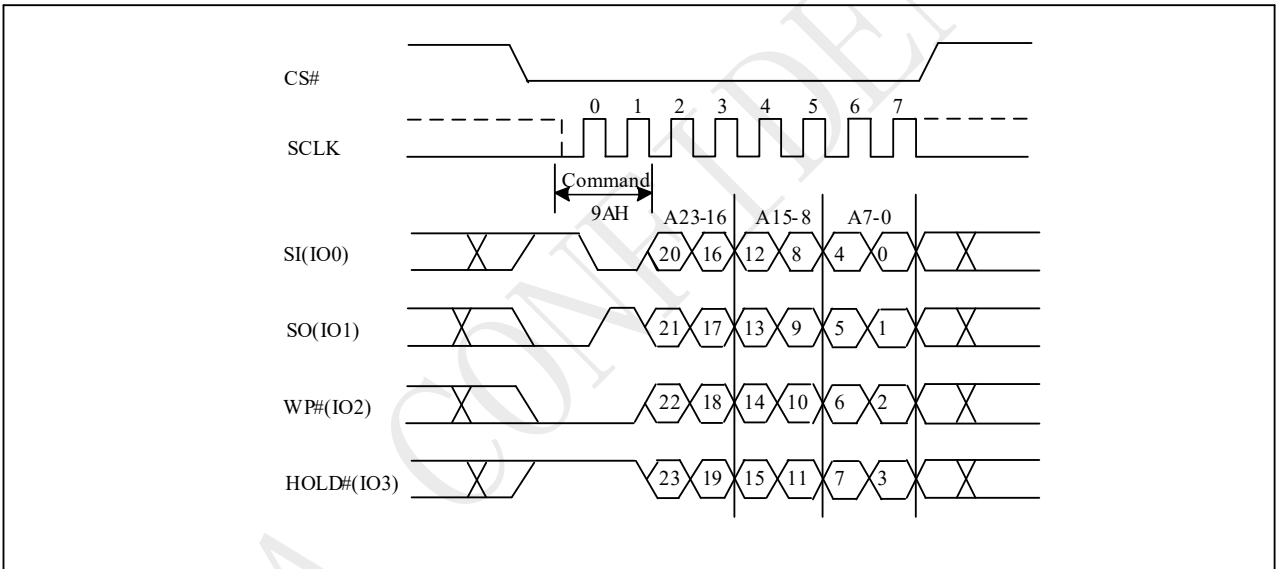 CS#
0 1 2 3 4 5 6 7
SCLK
Command
9AH
A23-16 A15-8 A7-0
SI(IO0)
20 16 12 8 4 0
SO(IO1)
21 17 13 9 5 1
WP#(IO2)
22 18 14 10 6 2
HOLD#(IO3)
23 19 15 11 7 3
A CONFIDEN